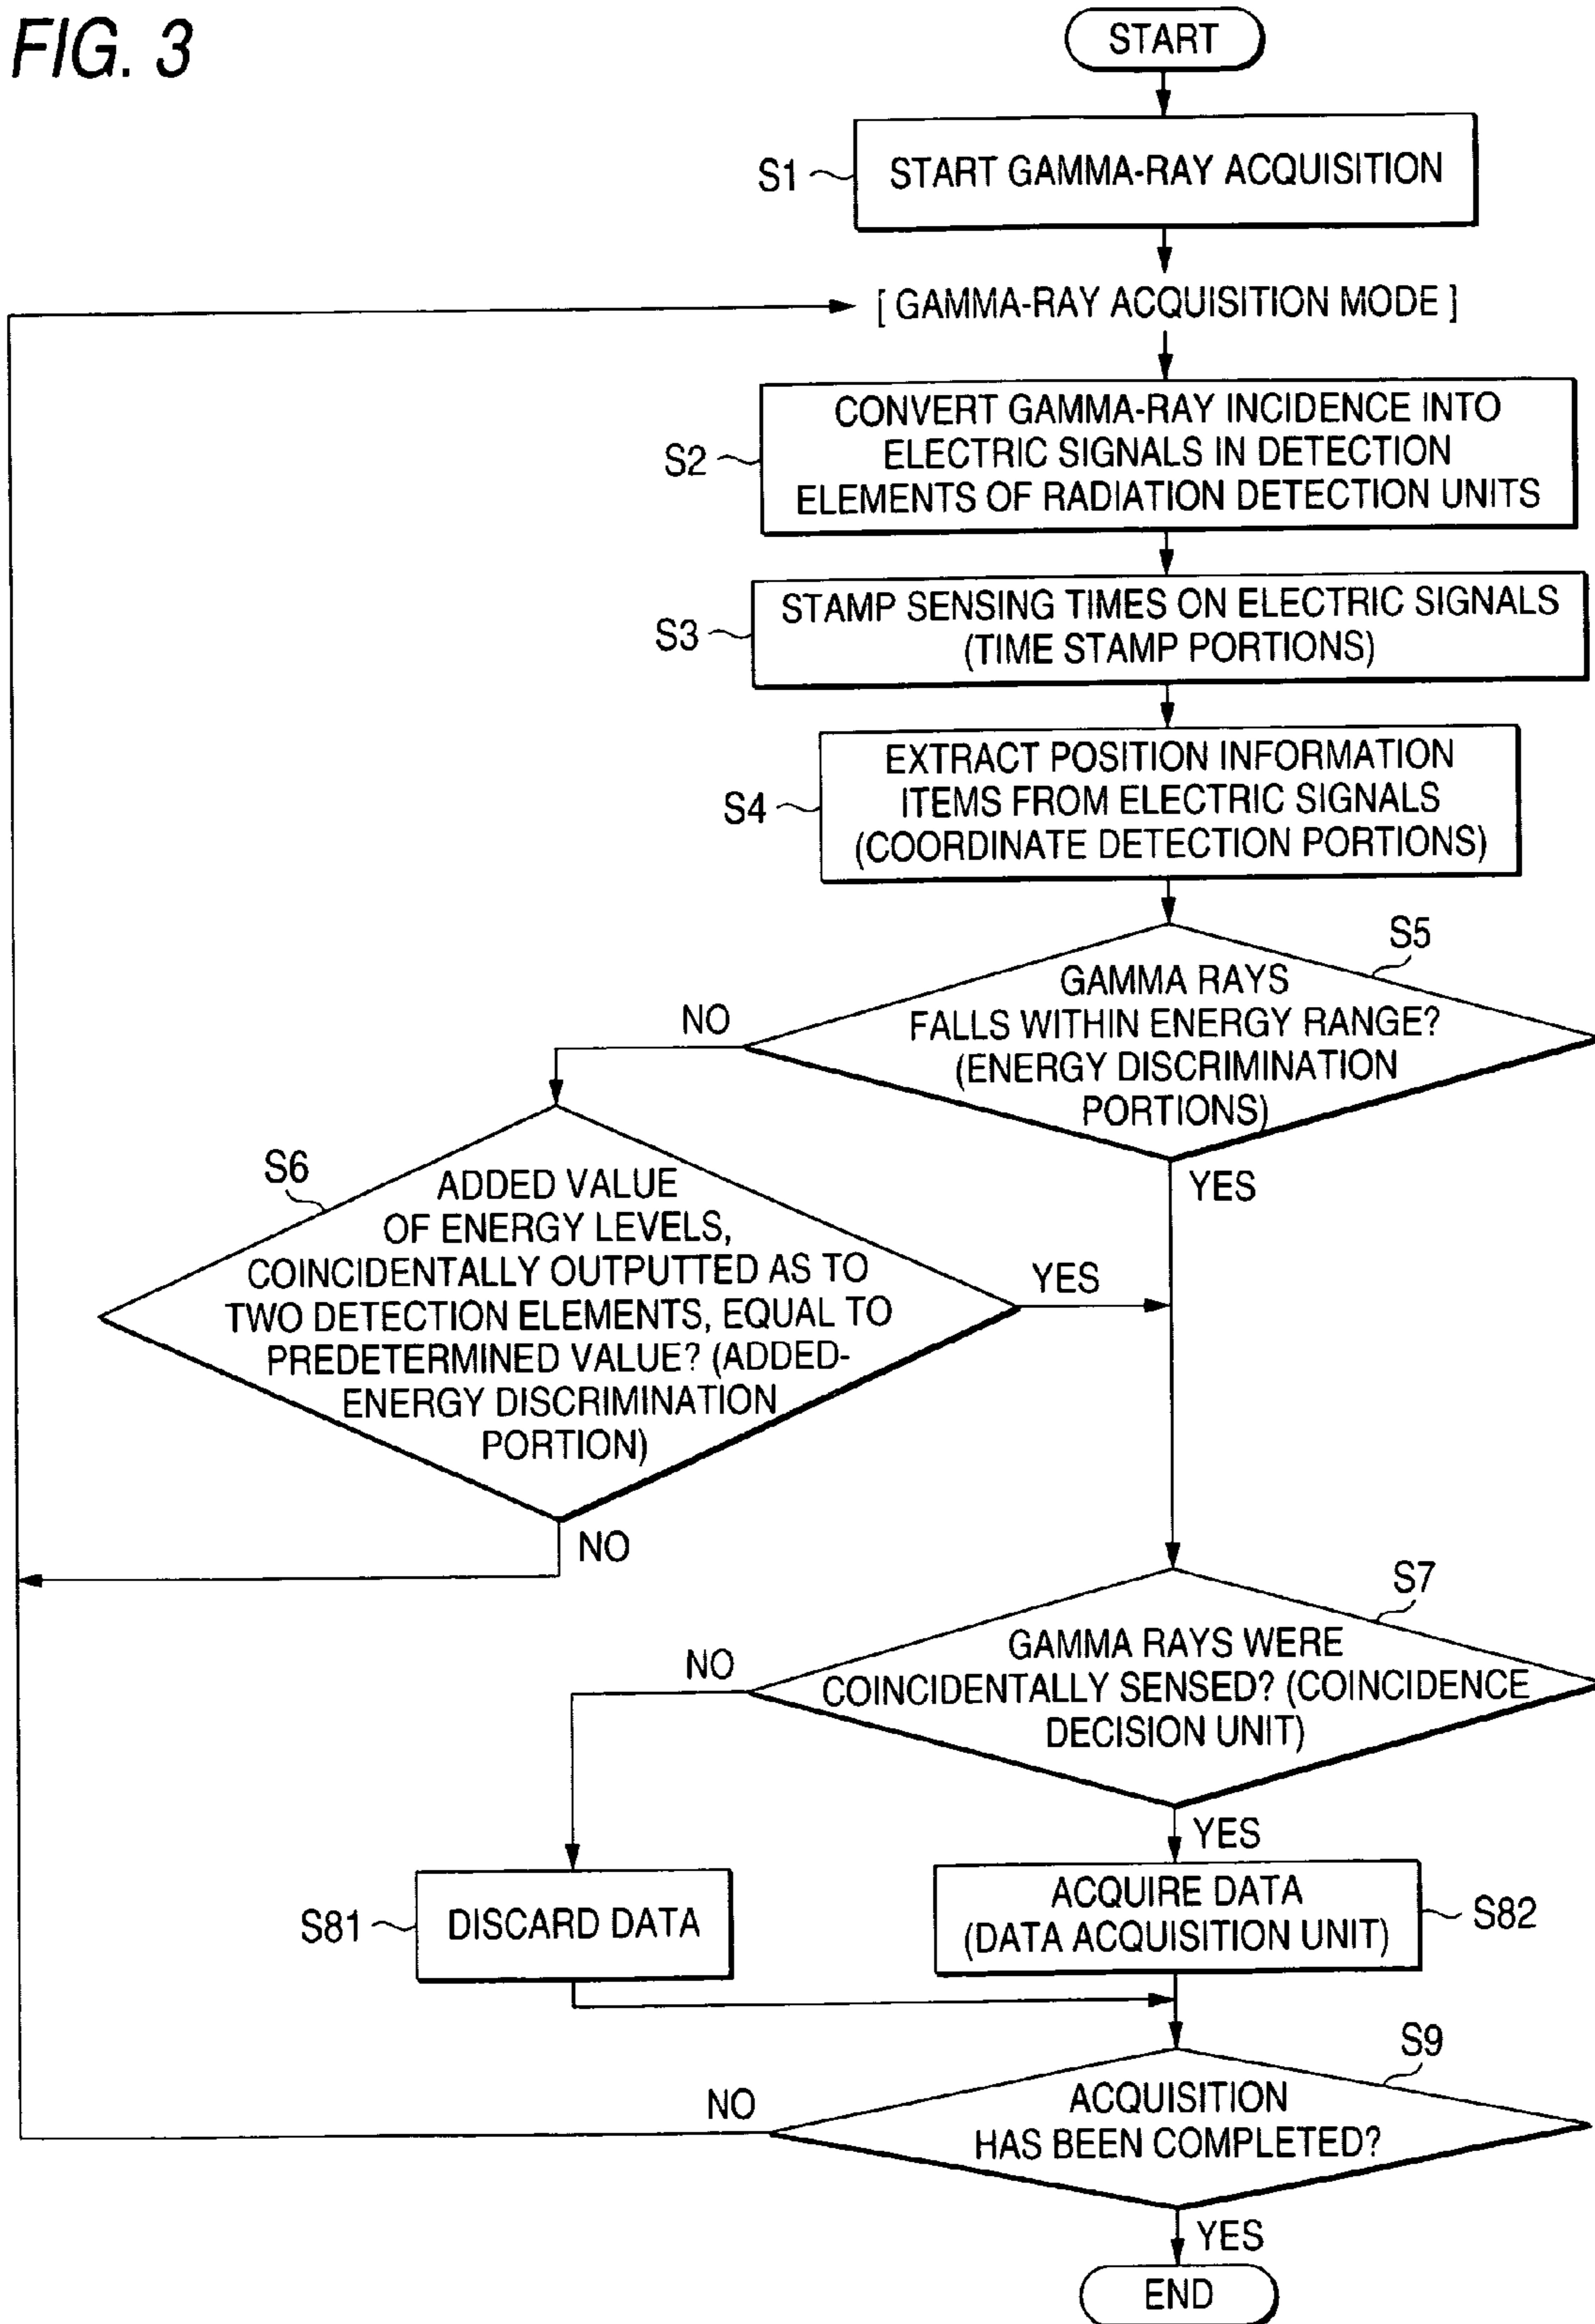 FIG. 3
START
S1
START GAMMA-RAY ACQUISITION
[ GAMMA-RAY ACQUISITION MODE ]
S2
CONVERT GAMMA-RAY INCIDENCE INTO
ELECTRIC SIGNALS IN DETECTION
ELEMENTS OF RADIATION DETECTION UNITS
S3
STAMP SENSING TIMES ON ELECTRIC SIGNALS
(TIME STAMP PORTIONS)
S4
EXTRACT POSITION INFORMATION
ITEMS FROM ELECTRIC SIGNALS
(COORDINATE DETECTION PORTIONS)
S5
GAMMA RAYS
FALLS WITHIN ENERGY RANGE?
(ENERGY DISCRIMINATION
PORTIONS)
NO
YES
S6
ADDED VALUE
OF ENERGY LEVELS,
COINCIDENTALLY OUTPUTTED AS TO
TWO DETECTION ELEMENTS, EQUAL TO
PREDETERMINED VALUE? (ADDED-
ENERGY DISCRIMINATION
PORTION)
YES
NO
S7
GAMMA RAYS WERE
COINCIDENTALLY SENSED? (COINCIDENCE
DECISION UNIT)
NO
YES
S81
DISCARD DATA
ACQUIRE DATA
(DATA ACQUISITION UNIT)
S82
S9
ACQUISITION
HAS BEEN COMPLETED?
NO
YES
END